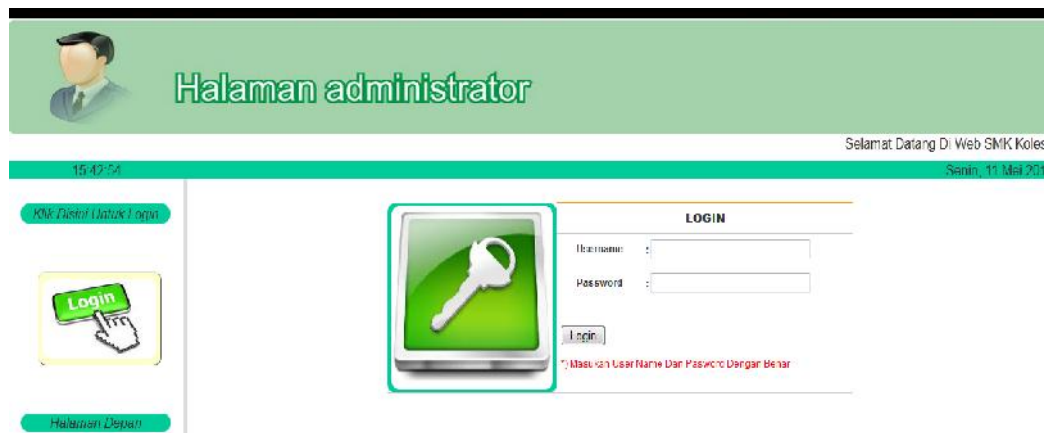 Halaman administrator
Selamat Datang Di Web SMK Koles
15:42:54
Senin, 11 Mei 201
Klik Disini Untuk Login
LOGIN
Username :
Password :
Login
Login
*) Masukan User Name Dan Pasword Dengan Benar
Halaman Depan